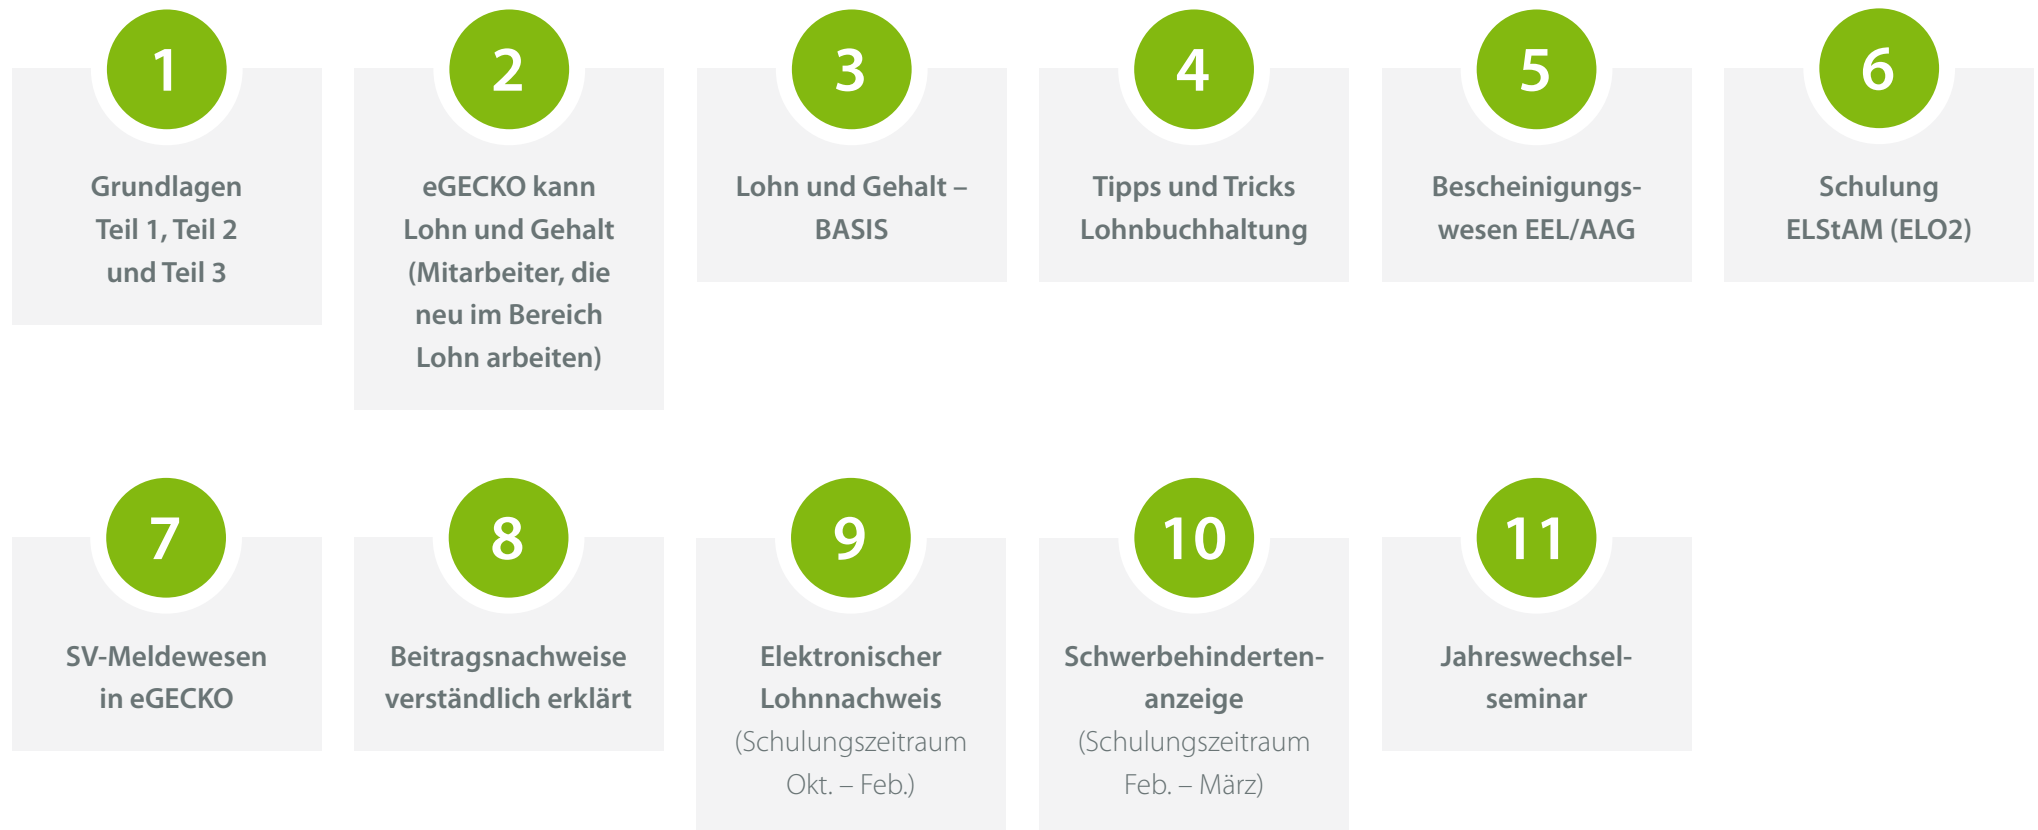 1
Grundlagen
Teil 1, Teil 2
und Teil 3
2
eGECKO kann
Lohn und Gehalt
(Mitarbeiter, die
neu im Bereich
Lohn arbeiten)
3
Lohn und Gehalt –
BASIS
4
Tipps und Tricks
Lohnbuchhaltung
5
Bescheinigungs-
wesen EEL/AAG
6
Schulung
ELStAM (ELO2)
7
SV-Meldewesen
in eGECKO
8
Beitragsnachweise
verständlich erklärt
9
Elektronischer
Lohnnachweis
(Schulungszeitraum
Okt. – Feb.)
10
Schwerbehinderten-
anzeige
(Schulungszeitraum
Feb. – März)
11
Jahreswechsel-
seminar